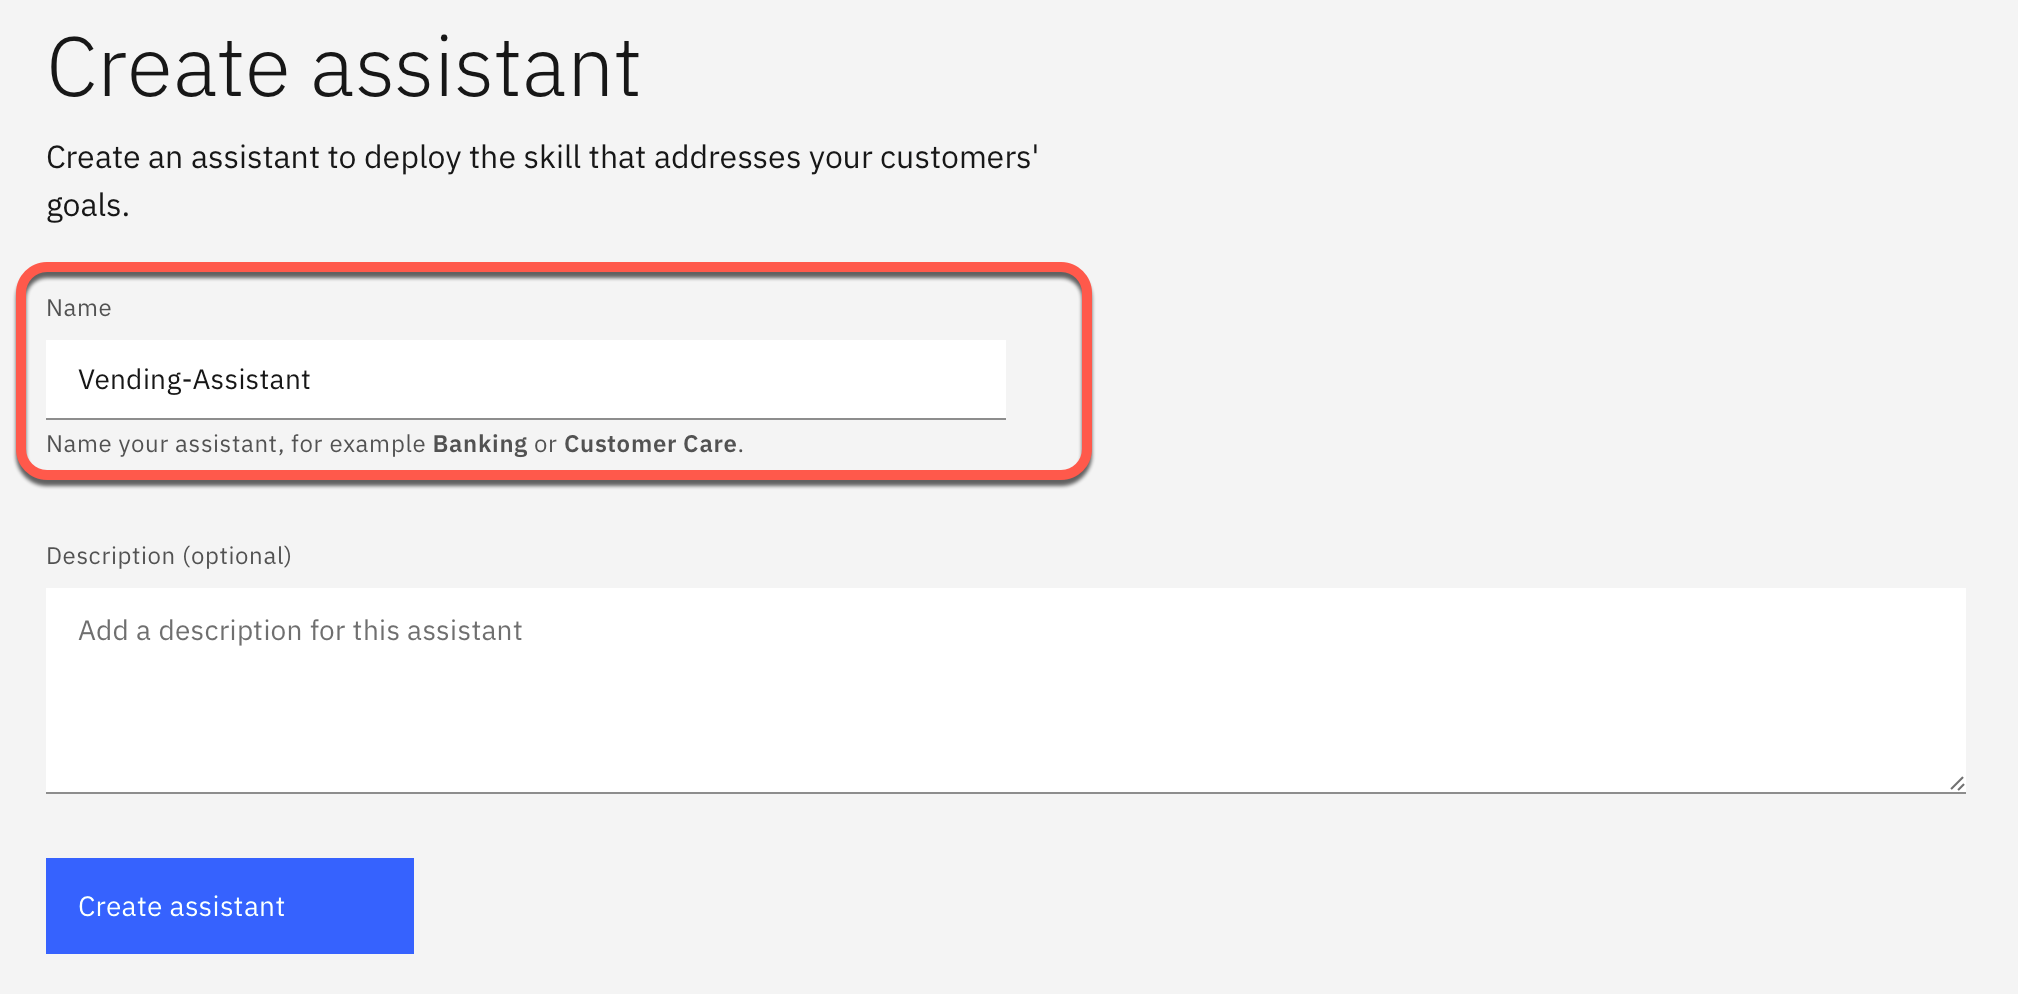 Create assistant
Create an assistant to deploy the skill that addresses your customers'
goals.
Name
Vending-Assistant
Name your assistant, for example Banking or Customer Care.
Description (optional)
Add a description for this assistant
Create assistant